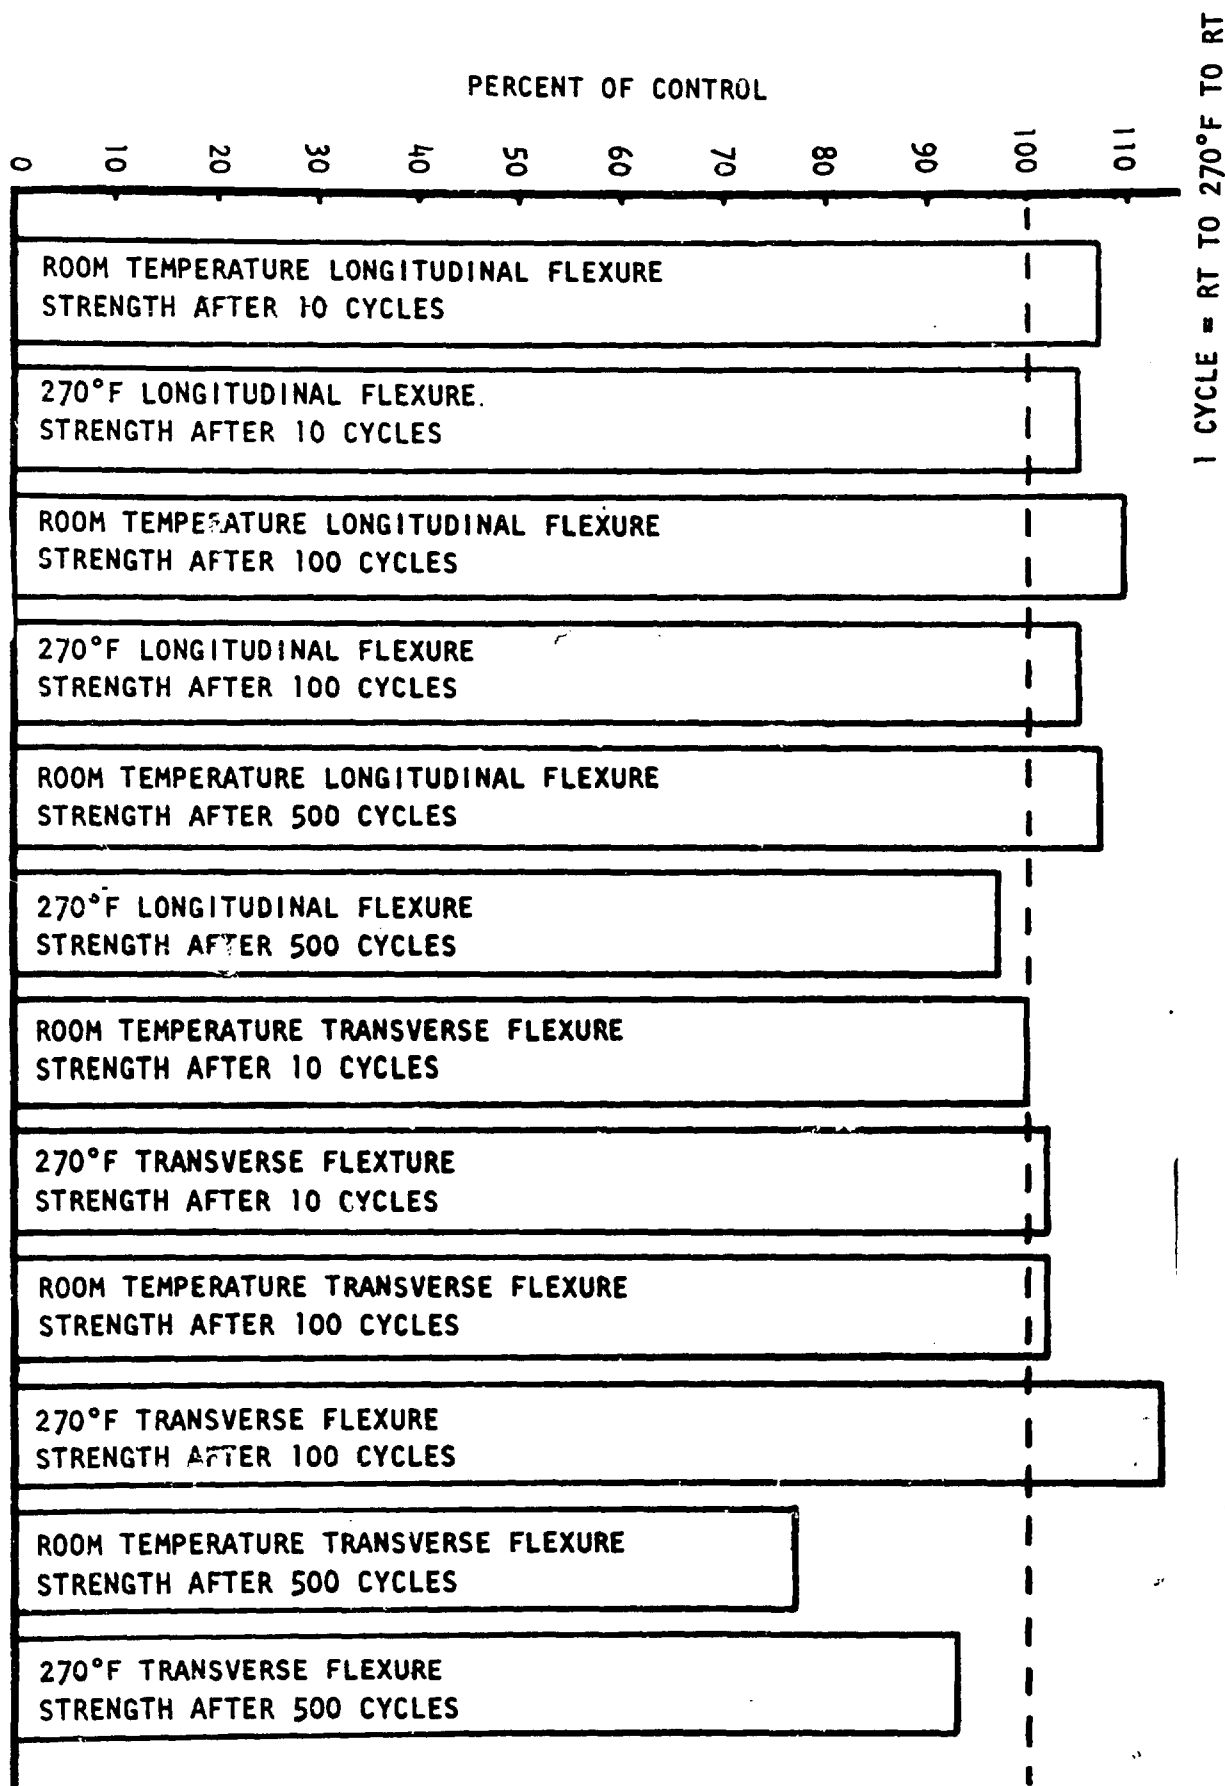 PERCENT OF CONTROL
0
10
20
30
40
50
60
70
80
90
100
110
1 CYCLE = RT TO 270°F TO RT
ROOM TEMPERATURE LONGITUDINAL FLEXURE
STRENGTH AFTER 10 CYCLES
270°F LONGITUDINAL FLEXURE
STRENGTH AFTER 10 CYCLES
ROOM TEMPERATURE LONGITUDINAL FLEXURE
STRENGTH AFTER 100 CYCLES
270°F LONGITUDINAL FLEXURE
STRENGTH AFTER 100 CYCLES
ROOM TEMPERATURE LONGITUDINAL FLEXURE
STRENGTH AFTER 500 CYCLES
270°F LONGITUDINAL FLEXURE
STRENGTH AFTER 500 CYCLES
ROOM TEMPERATURE TRANSVERSE FLEXURE
STRENGTH AFTER 10 CYCLES
270°F TRANSVERSE FLEXTURE
STRENGTH AFTER 10 CYCLES
ROOM TEMPERATURE TRANSVERSE FLEXURE
STRENGTH AFTER 100 CYCLES
270°F TRANSVERSE FLEXURE
STRENGTH AFTER 100 CYCLES
ROOM TEMPERATURE TRANSVERSE FLEXURE
STRENGTH AFTER 500 CYCLES
270°F TRANSVERSE FLEXURE
STRENGTH AFTER 500 CYCLES